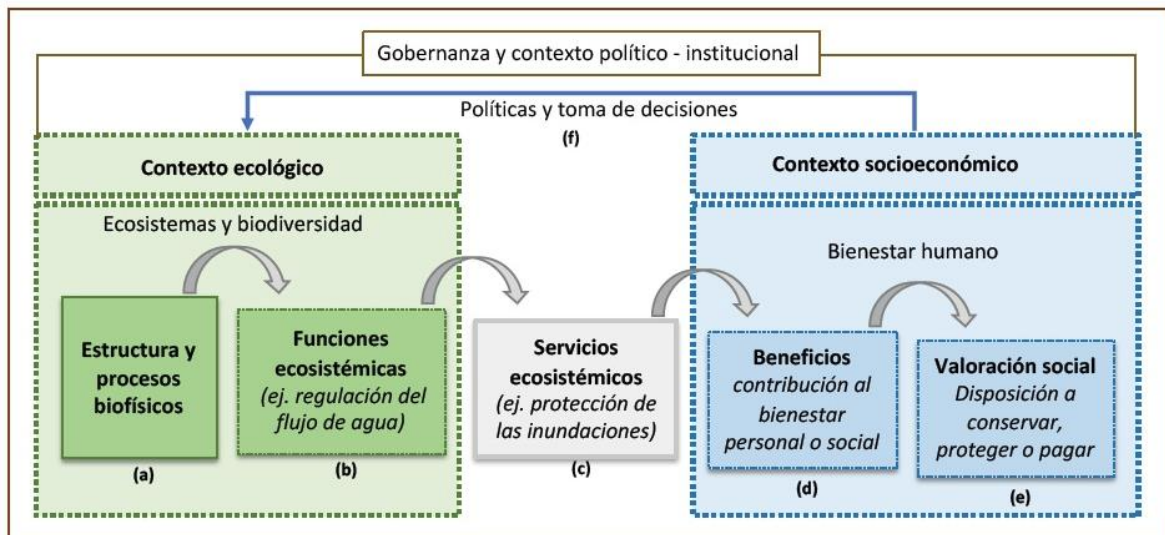 Gobernanza y contexto político - institucional
Políticas y toma de decisiones
(f)
Contexto ecológico
Contexto socioeconómico
Ecosistemas y biodiversidad
Bienestar humano
Estructura y
procesos
biofísicos
(a)
Funciones
ecosistémicas
(ej. regulación del
flujo de agua)
(b)
Servicios
ecosistémicos
(ej. protección de
las inundaciones)
(c)
Beneficios
contribución al
bienestar
personal o social
(d)
Valoración social
Disposición a
conservar,
proteger o pagar
(e)